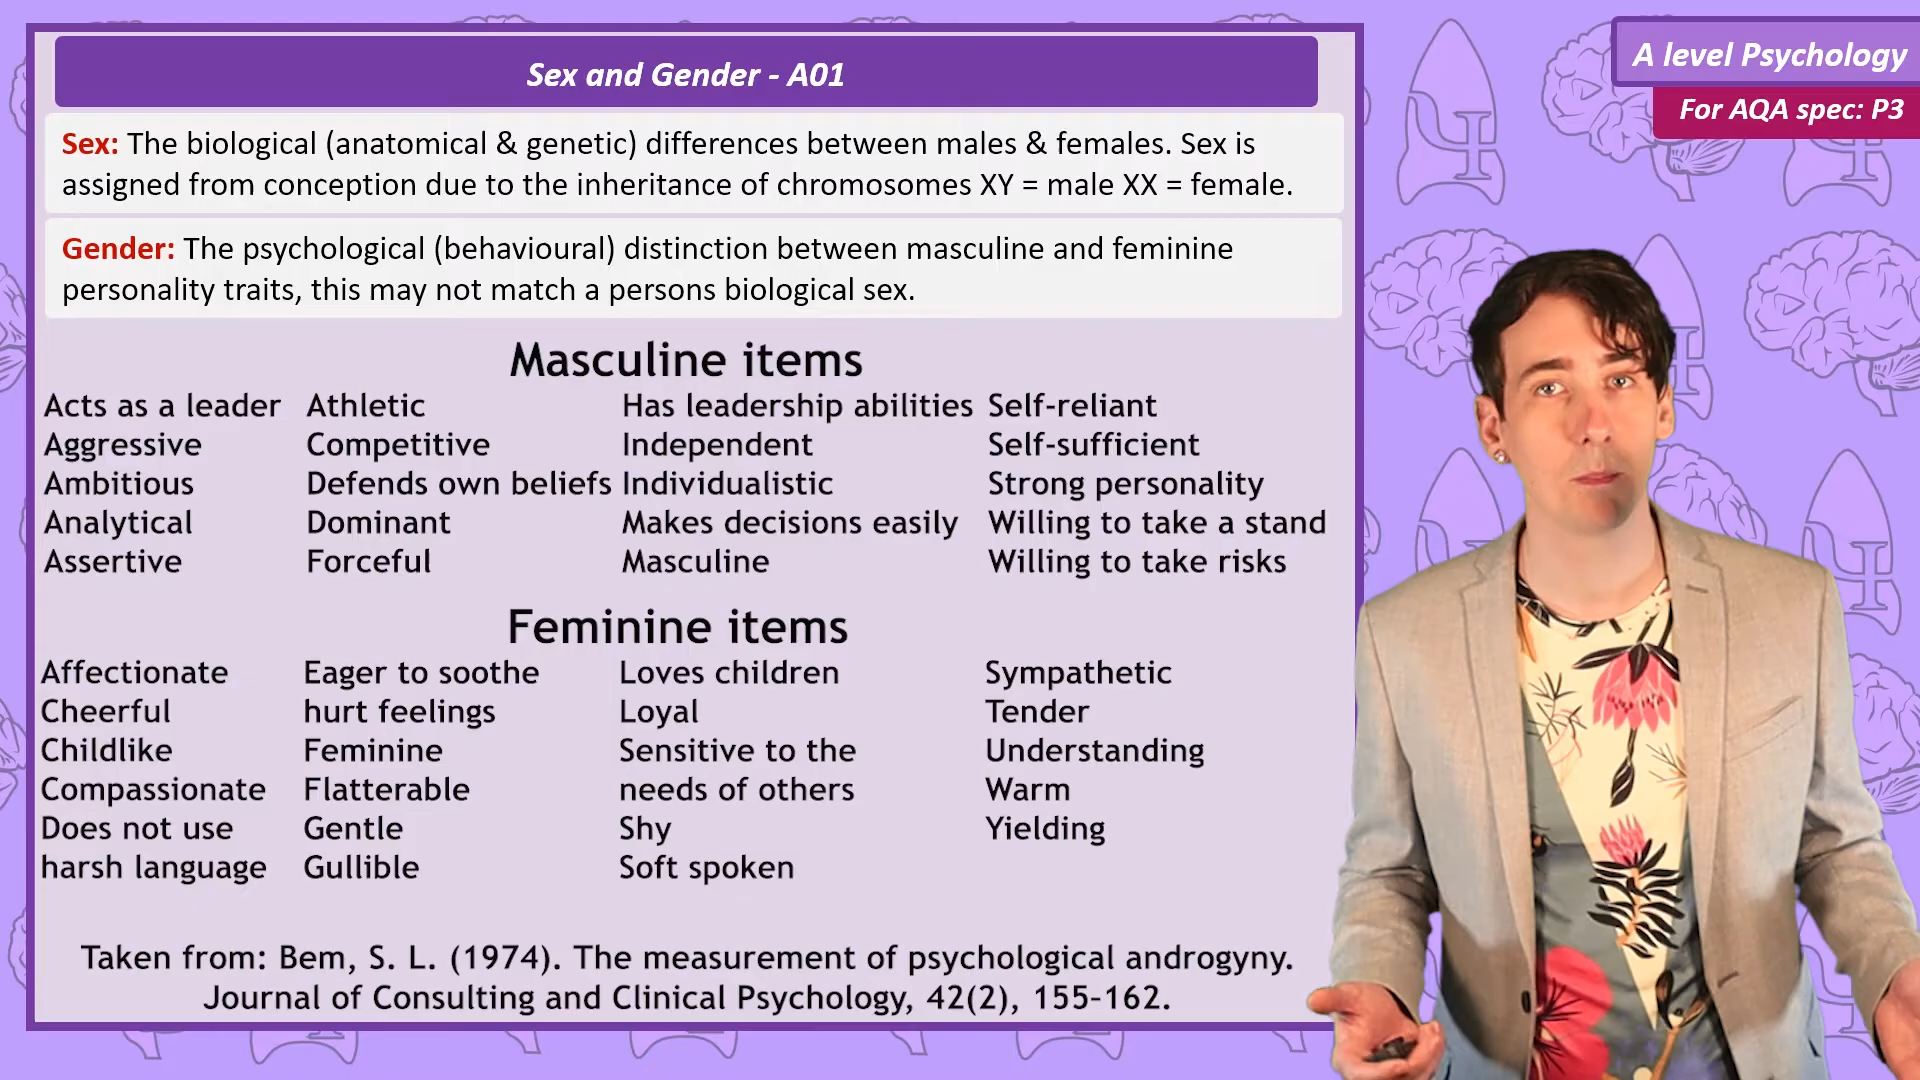 Sex and Gender - A01
A level Psychology
For AQA spec: P3
Sex: The biological (anatomical & genetic) differences between males & females. Sex is
assigned from conception due to the inheritance of chromosomes XY = male XX = female.
Gender: The psychological (behavioural) distinction between masculine and feminine
personality traits, this may not match a persons biological sex.
Masculine items
Acts as a leader
Aggressive
Ambitious
Analytical
Assertive
Athletic
Competitive
Defends own beliefs
Dominant
Forceful
Has leadership abilities
Independent
Individualistic
Makes decisions easily
Masculine
Self-reliant
Self-sufficient
Strong personality
Willing to take a stand
Willing to take risks
Feminine items
Affectionate
Cheerful
Childlike
Compassionate
Does not use
harsh language
Eager to soothe
hurt feelings
Feminine
Flatterable
Gentle
Gullible
Loves children
Loyal
Sensitive to the
needs of others
Shy
Soft spoken
Sympathetic
Tender
Understanding
Warm
Yielding
Taken from: Bem, S. L. (1974). The measurement of psychological androgyny.
Journal of Consulting and Clinical Psychology, 42(2), 155–162.